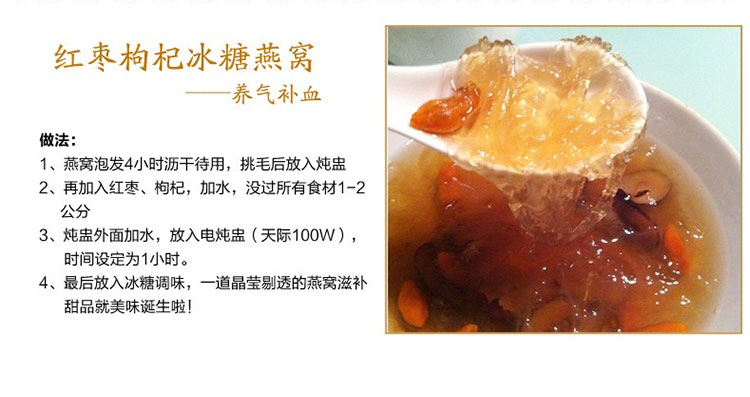 红枣枸杞冰糖燕窝
——养气补血
做法：
1、燕窝泡发4小时沥干待用，挑毛后放入炖盅
2、再加入红枣、枸杞，加水，没过所有食材1-2
公分
3、炖盅外面加水，放入电炖盅（天际100W），
时间设定为1小时。
4、最后放入冰糖调味，一道晶莹剔透的燕窝滋补
甜品就美味诞生啦！